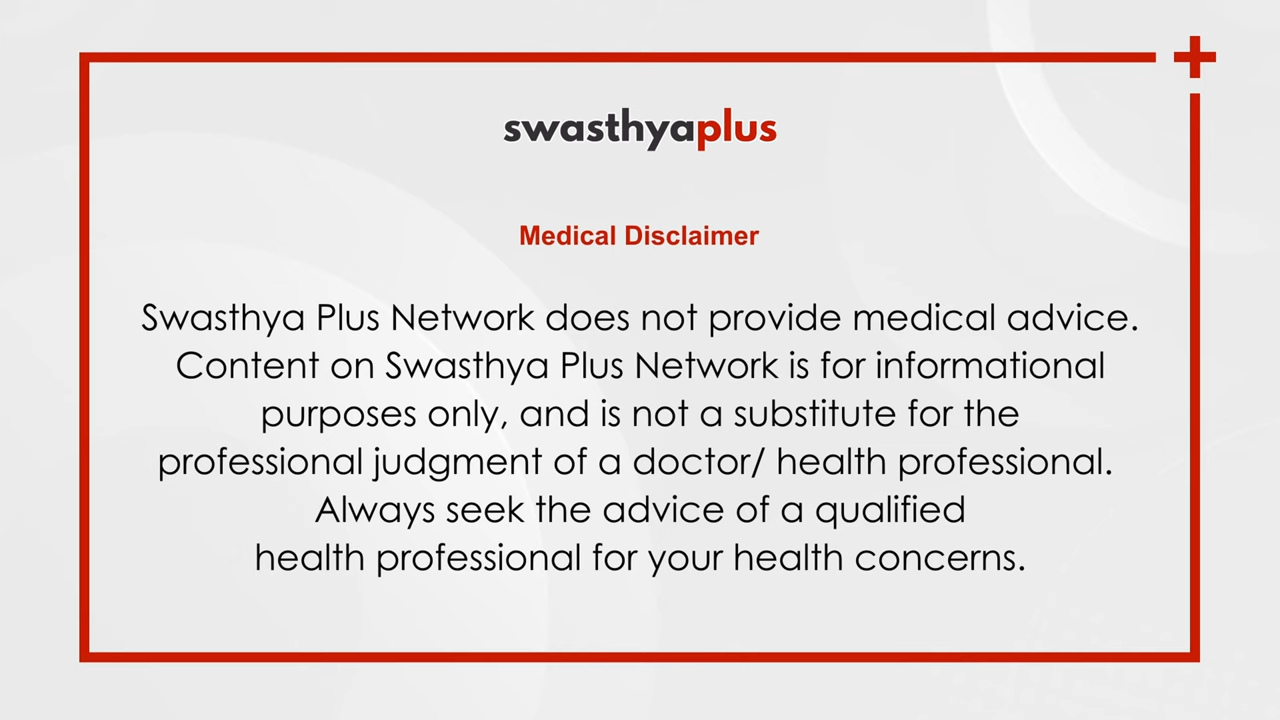 swasthyaplus
Medical Disclaimer
Swasthya Plus Network does not provide medical advice.
Content on Swasthya Plus Network is for informational
purposes only, and is not a substitute for the
professional judgment of a doctor/ health professional.
Always seek the advice of a qualified
health professional for your health concerns.